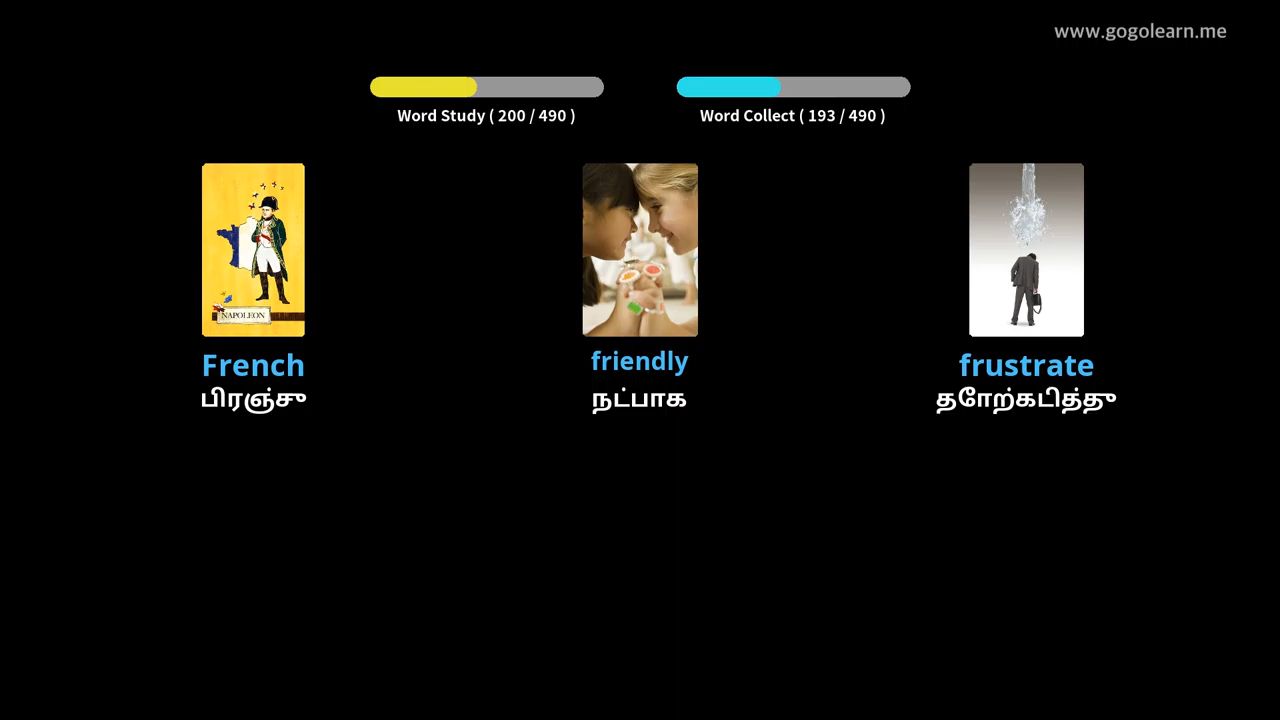 www.gogolearn.me
Word Study ( 200 / 490 )
Word Collect ( 193 / 490 )
NAPOLEON
French
friendly
frustrate
பிரஞ்சு
நட்பாக
தோற்கடித்து